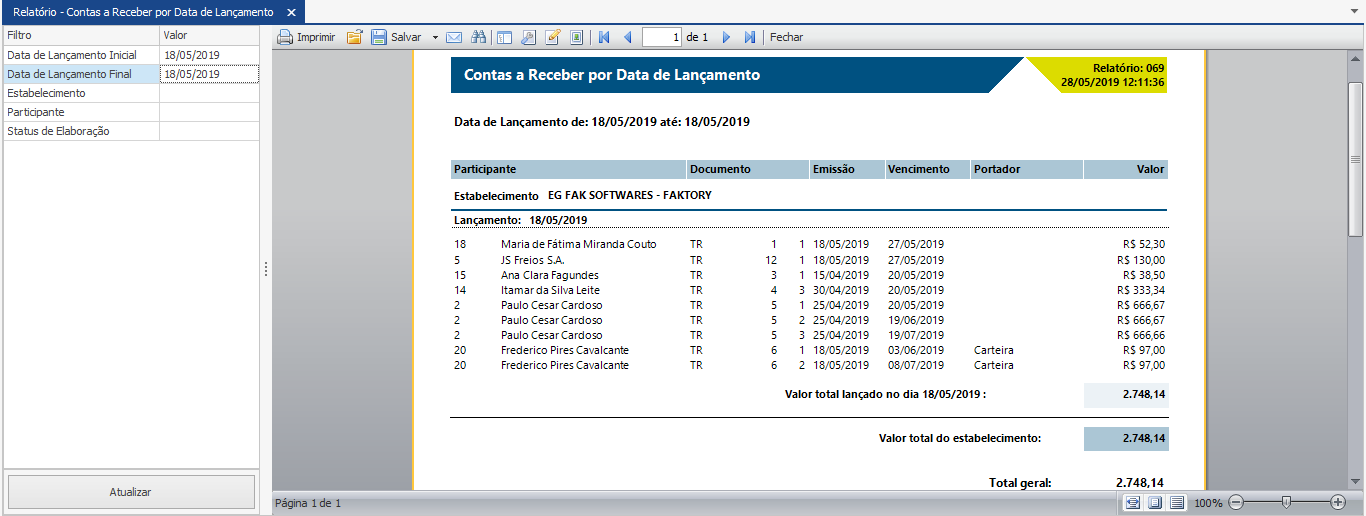 Relatório - Contas a Receber por Data de Lançamento
Filtro Valor
Data de Lançamento Inicial 18/05/2019
Data de Lançamento Final 18/05/2019
Estabelecimento
Participante
Status de Elaboração
Atualizar
Imprimir Salvar 1 de 1 Fechar
Contas a Receber por Data de Lançamento
Relatório: 069
28/05/2019 12:11:36
Data de Lançamento de: 18/05/2019 até: 18/05/2019
Participante Documento Emissão Vencimento Portador Valor
Estabelecimento EG FAK SOFTWARES - FAKTORY
Lançamento: 18/05/2019
18 Maria de Fátima Miranda Couto TR 1 1 18/05/2019 27/05/2019 R$ 52,30
5 JS Freios S.A. TR 12 1 18/05/2019 27/05/2019 R$ 130,00
15 Ana Clara Fagundes TR 3 1 15/04/2019 20/05/2019 R$ 38,50
14 Itamar da Silva Leite TR 4 3 30/04/2019 20/05/2019 R$ 333,34
2 Paulo Cesar Cardoso TR 5 1 25/04/2019 20/05/2019 R$ 666,67
2 Paulo Cesar Cardoso TR 5 2 25/04/2019 19/06/2019 R$ 666,67
2 Paulo Cesar Cardoso TR 5 3 25/04/2019 19/07/2019 R$ 666,66
20 Frederico Pires Cavalcante TR 6 1 18/05/2019 03/06/2019 Carteira R$ 97,00
20 Frederico Pires Cavalcante TR 6 2 18/05/2019 08/07/2019 Carteira R$ 97,00
Valor total lançado no dia 18/05/2019 : 2.748,14
Valor total do estabelecimento: 2.748,14
Total geral: 2.748,14
Página 1 de 1 100%